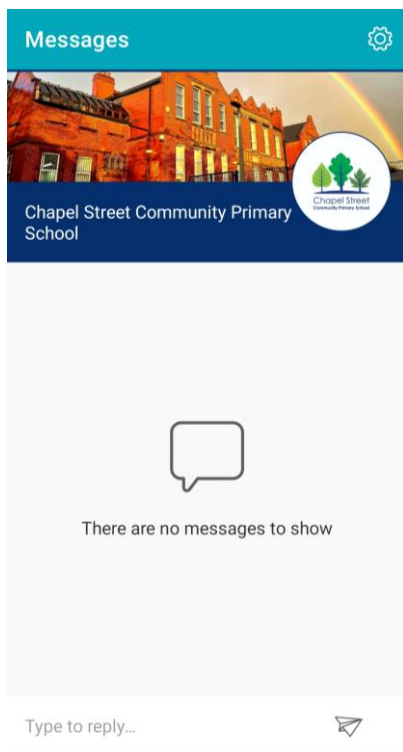 Messages
Chapel Street Community Primary
School
Chapel Street
Community Primary School
There are no messages to show
Type to reply...